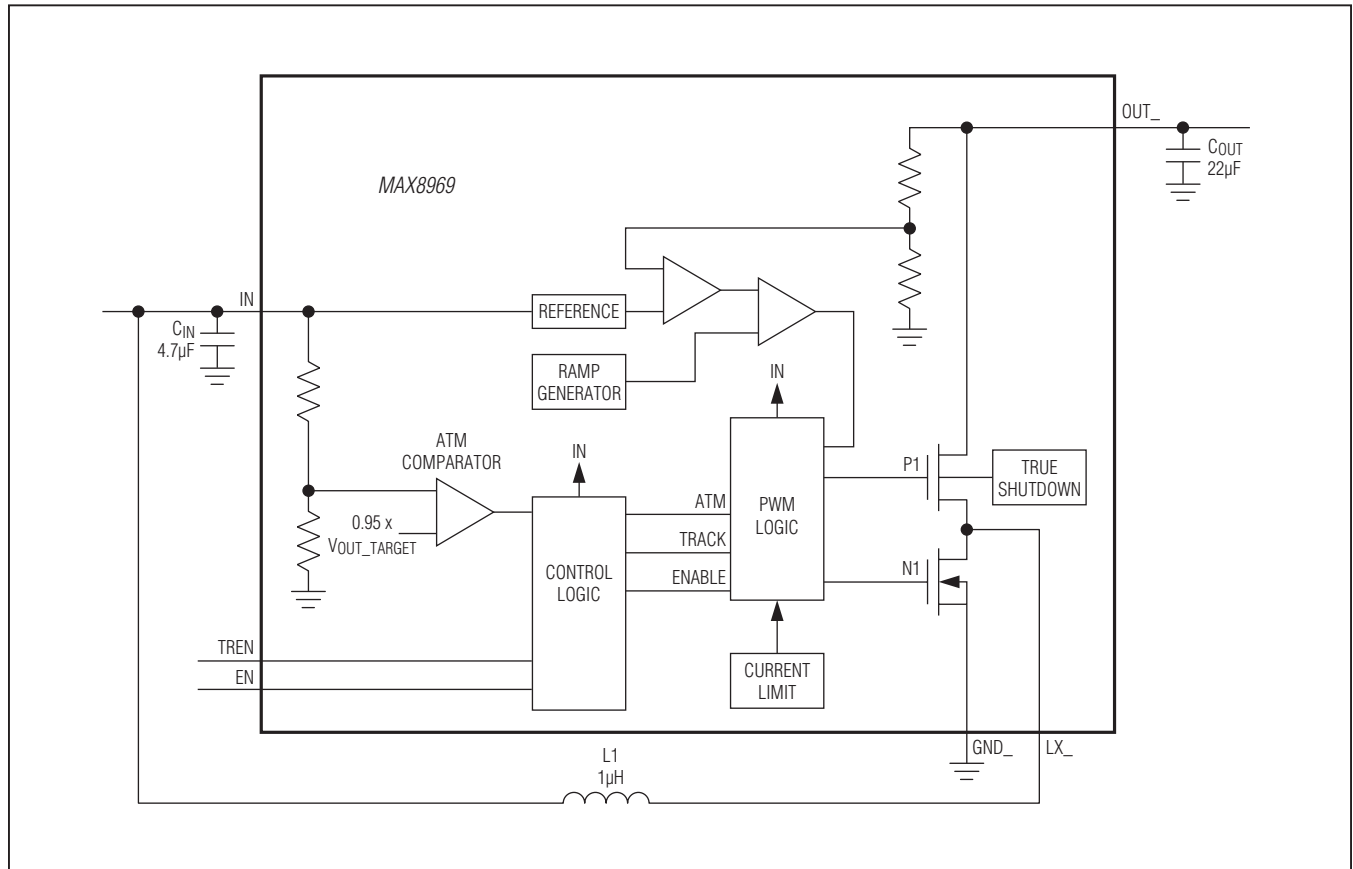 OUT_
COUT
22µF
MAX8969
IN
CIN
4.7µF
REFERENCE
RAMP
GENERATOR
IN
ATM
COMPARATOR
IN
0.95 x
VOUT_TARGET
CONTROL
LOGIC
ATM
TRACK
ENABLE
PWM
LOGIC
P1
TRUE
SHUTDOWN
N1
TREN
EN
CURRENT
LIMIT
GND_
LX_
L1
1µH